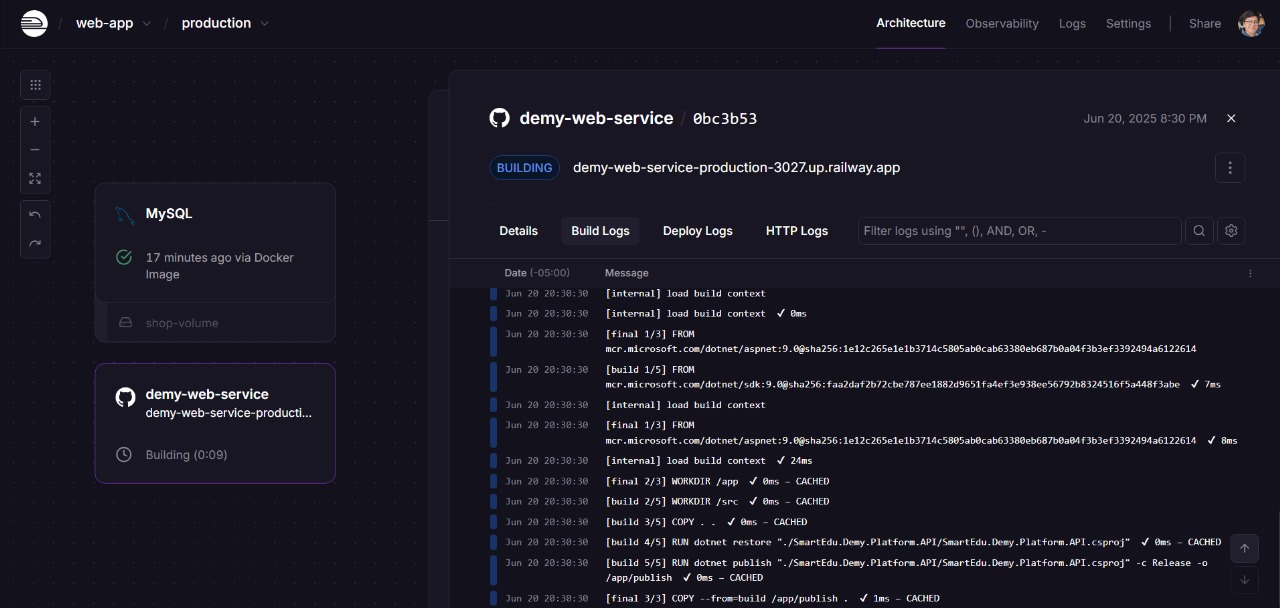 / web-app / production
Architecture Observability Logs Settings | Share
demy-web-service / 0bc3b53
Jun 20, 2025 8:30 PM
BUILDING demy-web-service-production-3027.up.railway.app
MySQL
17 minutes ago via Docker
Image
shop-volume
demy-web-service
demy-web-service-producti...
Building (0:09)
Details Build Logs Deploy Logs HTTP Logs Filter logs using "", (), AND, OR, -
Date (-05:00) Message
Jun 20 20:30:30 [internal] load build context
Jun 20 20:30:30 [internal] load build context ✓ 0ms
Jun 20 20:30:30 [final 1/3] FROM
mcr.microsoft.com/dotnet/aspnet:9.0@sha256:1e12c265e1e1b3714c5805ab0cab63380eb687b0a04f3b3ef3392494a6122614
Jun 20 20:30:30 [build 1/5] FROM
mcr.microsoft.com/dotnet/sdk:9.0@sha256:faa2daf2b72cbe787ee1882d9651fa4ef3e938ee56792b8324516f5a448f3abe ✓ 7ms
Jun 20 20:30:30 [internal] load build context
Jun 20 20:30:30 [final 1/3] FROM
mcr.microsoft.com/dotnet/aspnet:9.0@sha256:1e12c265e1e1b3714c5805ab0cab63380eb687b0a04f3b3ef3392494a6122614 ✓ 8ms
Jun 20 20:30:30 [internal] load build context ✓ 24ms
Jun 20 20:30:30 [final 2/3] WORKDIR /app ✓ 0ms – CACHED
Jun 20 20:30:30 [build 2/5] WORKDIR /src ✓ 0ms – CACHED
Jun 20 20:30:30 [build 3/5] COPY . . ✓ 0ms – CACHED
Jun 20 20:30:30 [build 4/5] RUN dotnet restore "./SmartEdu.Demy.Platform.API/SmartEdu.Demy.Platform.API.csproj" ✓ 0ms – CACHED
Jun 20 20:30:30 [build 5/5] RUN dotnet publish "./SmartEdu.Demy.Platform.API/SmartEdu.Demy.Platform.API.csproj" -c Release -o
/app/publish ✓ 0ms – CACHED
Jun 20 20:30:30 [final 3/3] COPY --from=build /app/publish . ✓ 1ms – CACHED